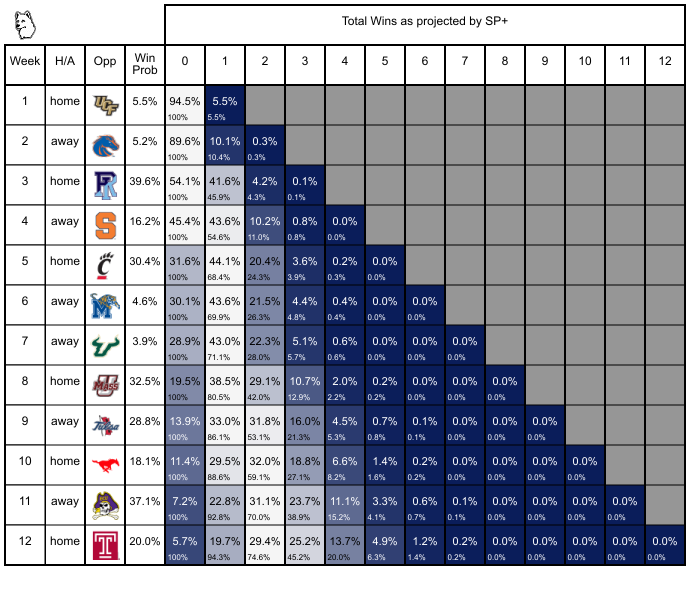 Total Wins as projected by SP+
Week H/A Opp Win Prob 0 1 2 3 4 5 6 7 8 9 10 11 12
1 home UCF 5.5% 94.5% 5.5%
100% 5.5%
2 away 5.2% 89.6% 10.1% 0.3%
100% 10.4% 0.3%
3 home R 39.6% 54.1% 41.6% 4.2% 0.1%
100% 45.9% 4.3% 0.1%
4 away S 16.2% 45.4% 43.6% 10.2% 0.8% 0.0%
100% 54.6% 11.0% 0.8% 0.0%
5 home C 30.4% 31.6% 44.1% 20.4% 3.6% 0.2% 0.0%
100% 68.4% 24.3% 3.9% 0.3% 0.0%
6 away M 4.6% 30.1% 43.6% 21.5% 4.4% 0.4% 0.0% 0.0%
100% 69.9% 26.3% 4.8% 0.4% 0.0% 0.0%
7 away 3.9% 28.9% 43.0% 22.3% 5.1% 0.6% 0.0% 0.0% 0.0%
100% 71.1% 28.0% 5.7% 0.6% 0.0% 0.0% 0.0%
8 home UMass 32.5% 19.5% 38.5% 29.1% 10.7% 2.0% 0.2% 0.0% 0.0% 0.0%
100% 80.5% 42.0% 12.9% 2.2% 0.2% 0.0% 0.0% 0.0%
9 away Tulsa 28.8% 13.9% 33.0% 31.8% 16.0% 4.5% 0.7% 0.1% 0.0% 0.0% 0.0%
100% 86.1% 53.1% 21.3% 5.3% 0.8% 0.1% 0.0% 0.0% 0.0%
10 home 18.1% 11.4% 29.5% 32.0% 18.8% 6.6% 1.4% 0.2% 0.0% 0.0% 0.0% 0.0%
100% 88.6% 59.1% 27.1% 8.2% 1.6% 0.2% 0.0% 0.0% 0.0% 0.0%
11 away 37.1% 7.2% 22.8% 31.1% 23.7% 11.1% 3.3% 0.6% 0.1% 0.0% 0.0% 0.0% 0.0%
100% 92.8% 70.0% 38.9% 15.2% 4.1% 0.7% 0.1% 0.0% 0.0% 0.0% 0.0%
12 home T 20.0% 5.7% 19.7% 29.4% 25.2% 13.7% 4.9% 1.2% 0.2% 0.0% 0.0% 0.0% 0.0% 0.0%
100% 94.3% 74.6% 45.2% 20.0% 6.3% 1.4% 0.2% 0.0% 0.0% 0.0% 0.0% 0.0%